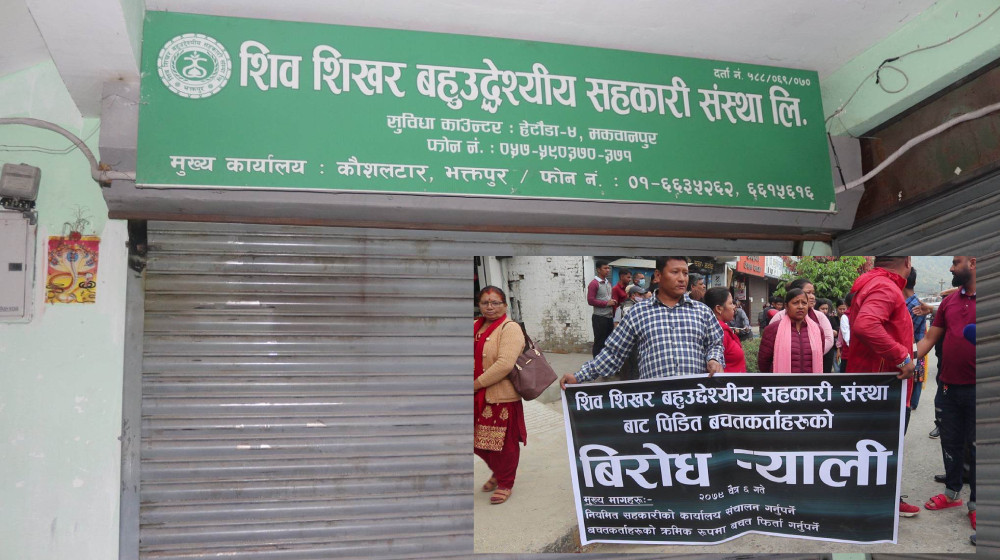 शिव शिखर बहुउद्देश्यीय सहकारी संस्था लि.
दर्ता नं. ५८८/०६९/०७०
सुविधा काउन्टर : हेटौडा-४, मकवानपुर
फोन नं. : ०५७-५९०३७०-३७१
मुख्य कार्यालय : कौशलटार, भक्तपुर / फोन नं. : ०१-६६३५२६२, ६६१५६१६
शिव शिखर बहुउद्देश्यीय सहकारी संस्था
बाट पिडित बचतकर्ताहरुको
बिरोध र्‍याली
२०७९ चैत्र ६ गते
मुख्य मागहरु:-
नियमित सहकारीको कार्यालय संचालन गर्नुपर्ने
बचतकर्ताहरुको क्रमिक रुपमा बचत फिर्ता गर्नुपर्ने